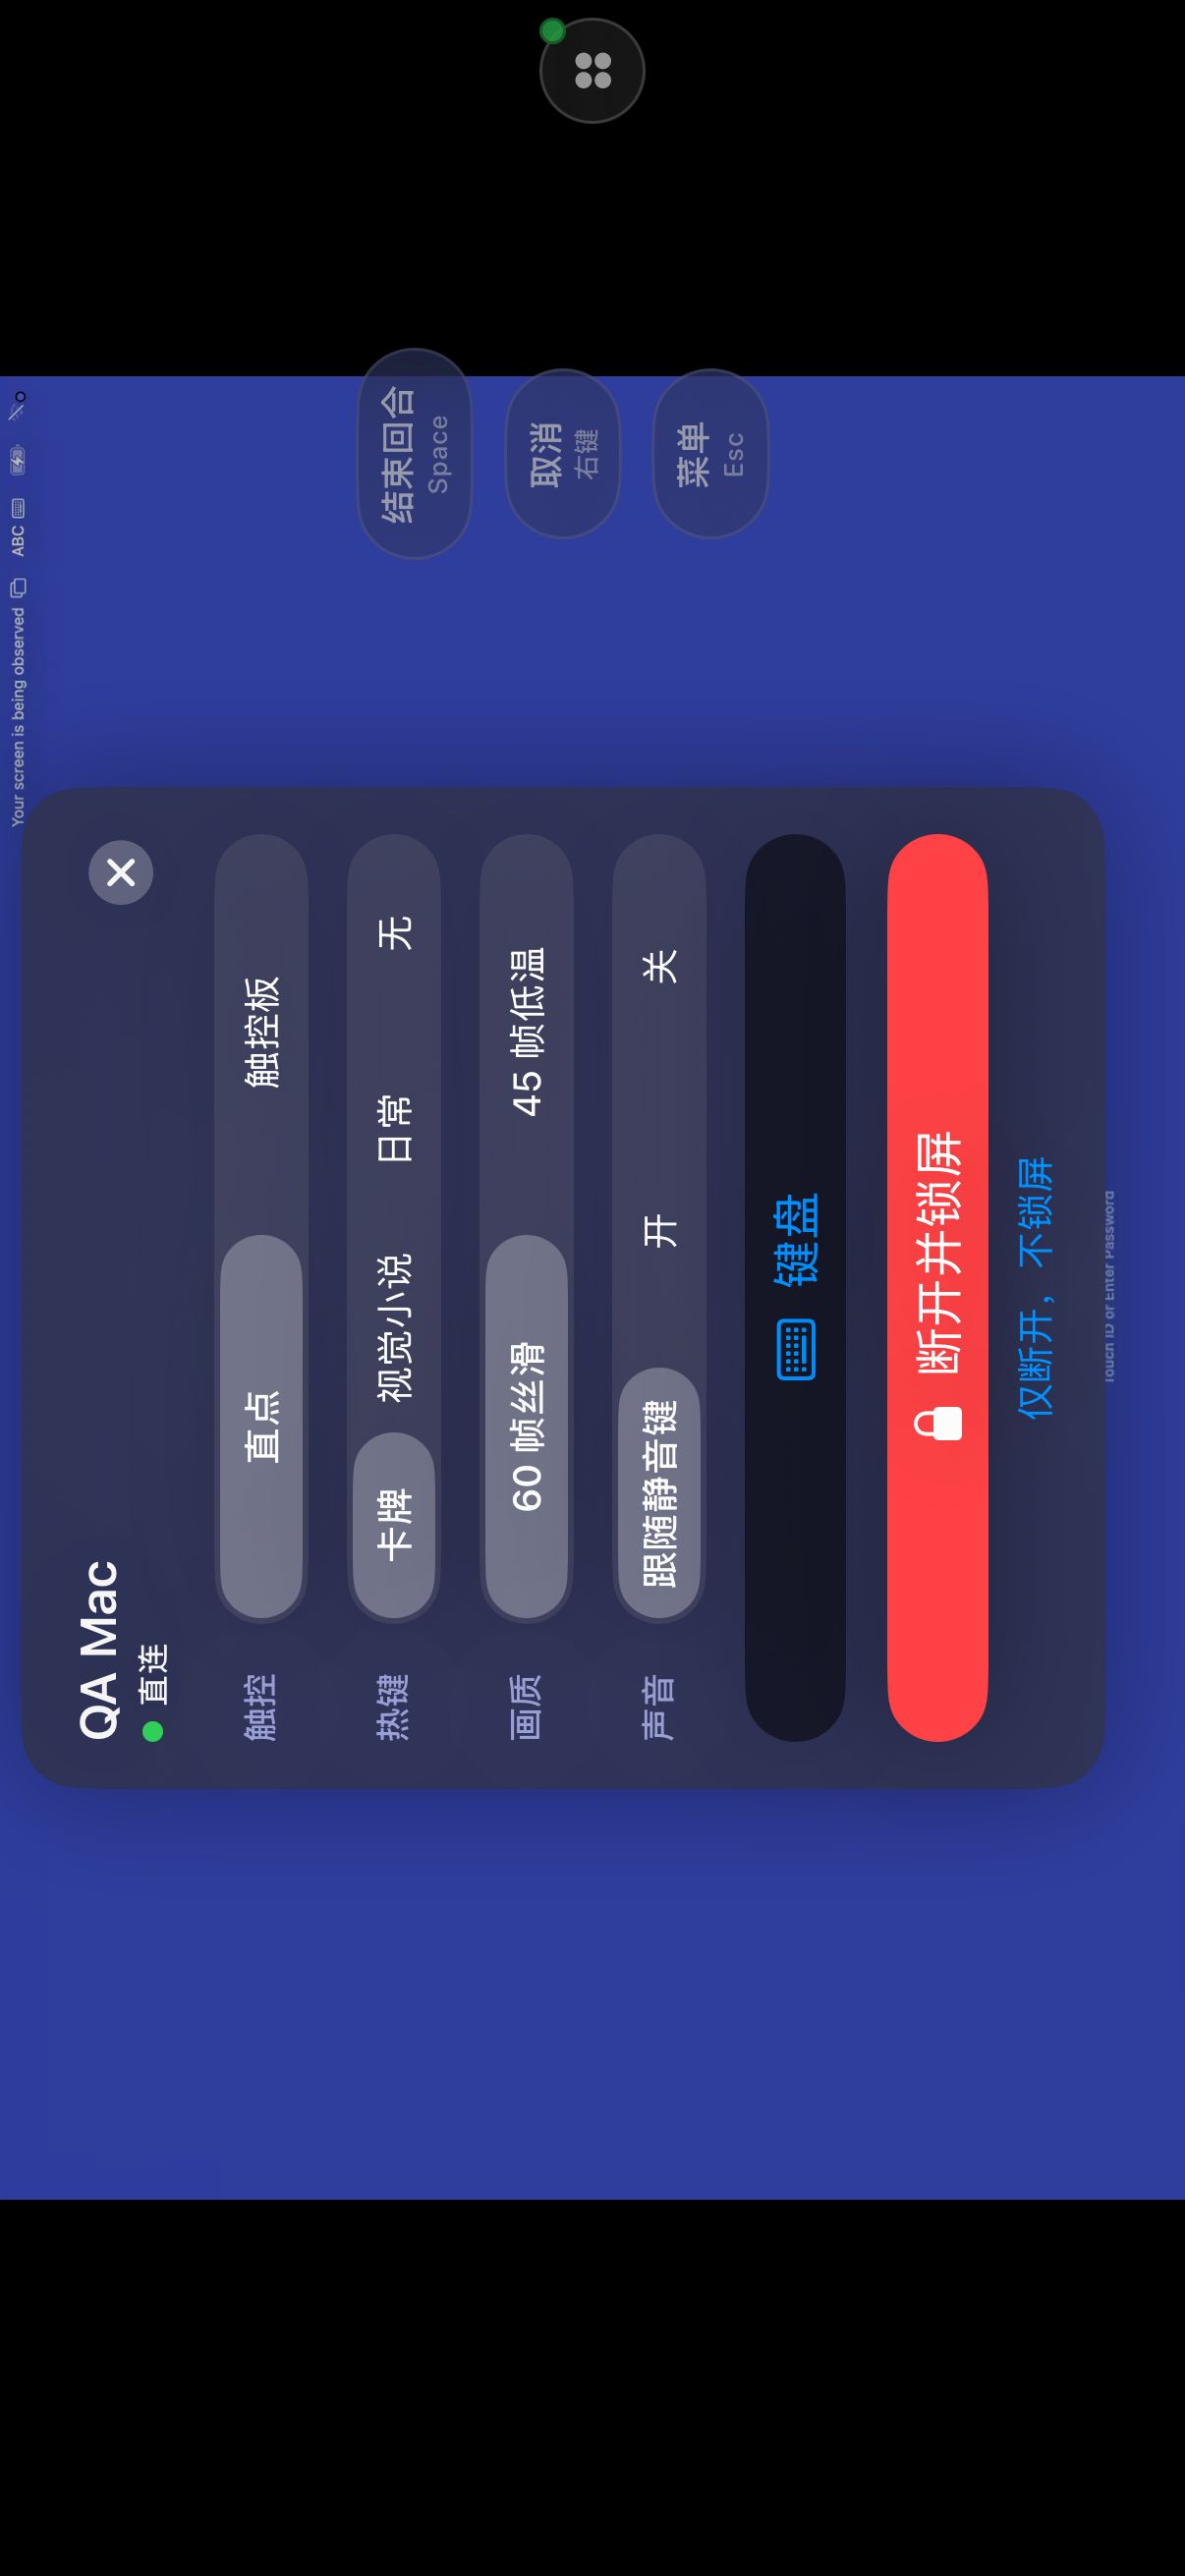 Your screen is being observed
ABC
QA Mac
直连
触控
直点
触控板
热键
卡牌
视觉小说
日常
无
画质
60 帧丝滑
45 帧低温
声音
跟随静音键
开
关
键盘
断开并锁屏
仅断开，不锁屏
结束回合
Space
取消
右键
菜单
Esc
Touch ID or Enter Password